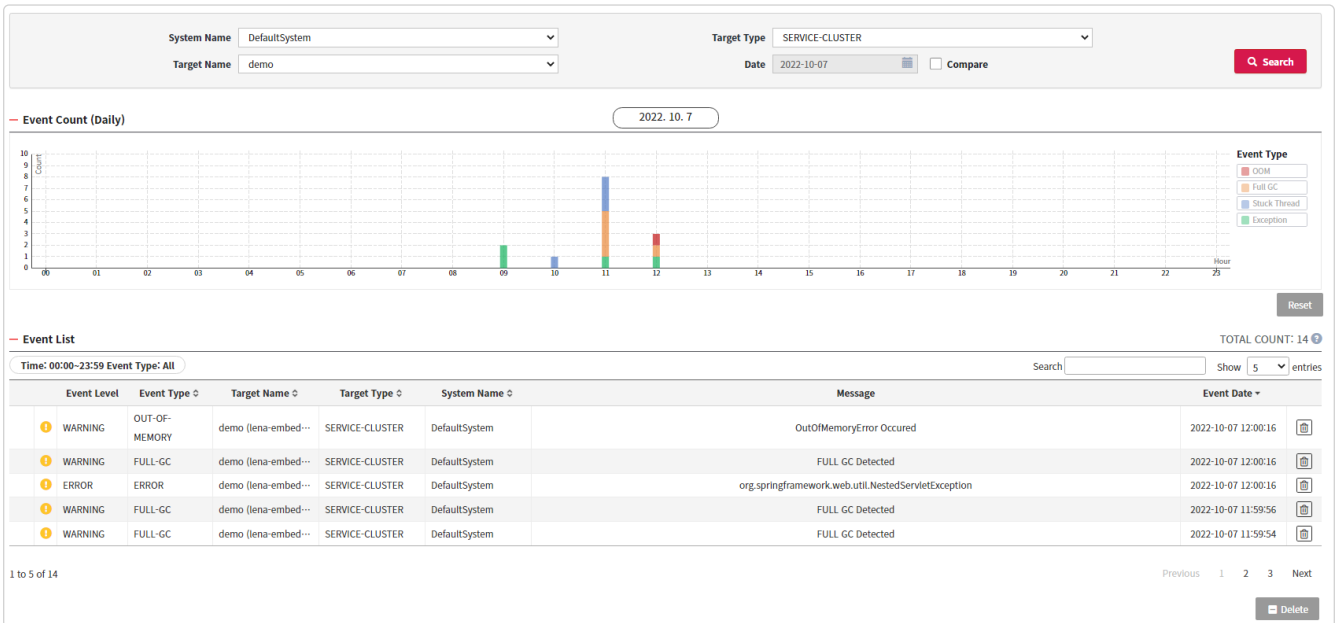 System Name DefaultSystem Target Type SERVICE-CLUSTER
Target Name demo Date 2022-10-07 Compare Search
Event Count (Daily) 2022. 10. 7
Count
10
9
8
7
6
5
4
3
2
1
0
00 01 02 03 04 05 06 07 08 09 10 11 12 13 14 15 16 17 18 19 20 21 22 23
Hour
Event Type
OOM
Full GC
Stuck Thread
Exception
Reset
Event List TOTAL COUNT: 14 ?
Time: 00:00~23:59 Event Type: All Search Show 5 entries
Event Level Event Type Target Name Target Type System Name Message Event Date
WARNING OUT-OF-MEMORY demo (lena-embed··· SERVICE-CLUSTER DefaultSystem OutOfMemoryError Occured 2022-10-07 12:00:16
WARNING FULL-GC demo (lena-embed··· SERVICE-CLUSTER DefaultSystem FULL GC Detected 2022-10-07 12:00:16
ERROR ERROR demo (lena-embed··· SERVICE-CLUSTER DefaultSystem org.springframework.web.util.NestedServletException 2022-10-07 12:00:16
WARNING FULL-GC demo (lena-embed··· SERVICE-CLUSTER DefaultSystem FULL GC Detected 2022-10-07 11:59:56
WARNING FULL-GC demo (lena-embed··· SERVICE-CLUSTER DefaultSystem FULL GC Detected 2022-10-07 11:59:54
1 to 5 of 14 Previous 1 2 3 Next
Delete